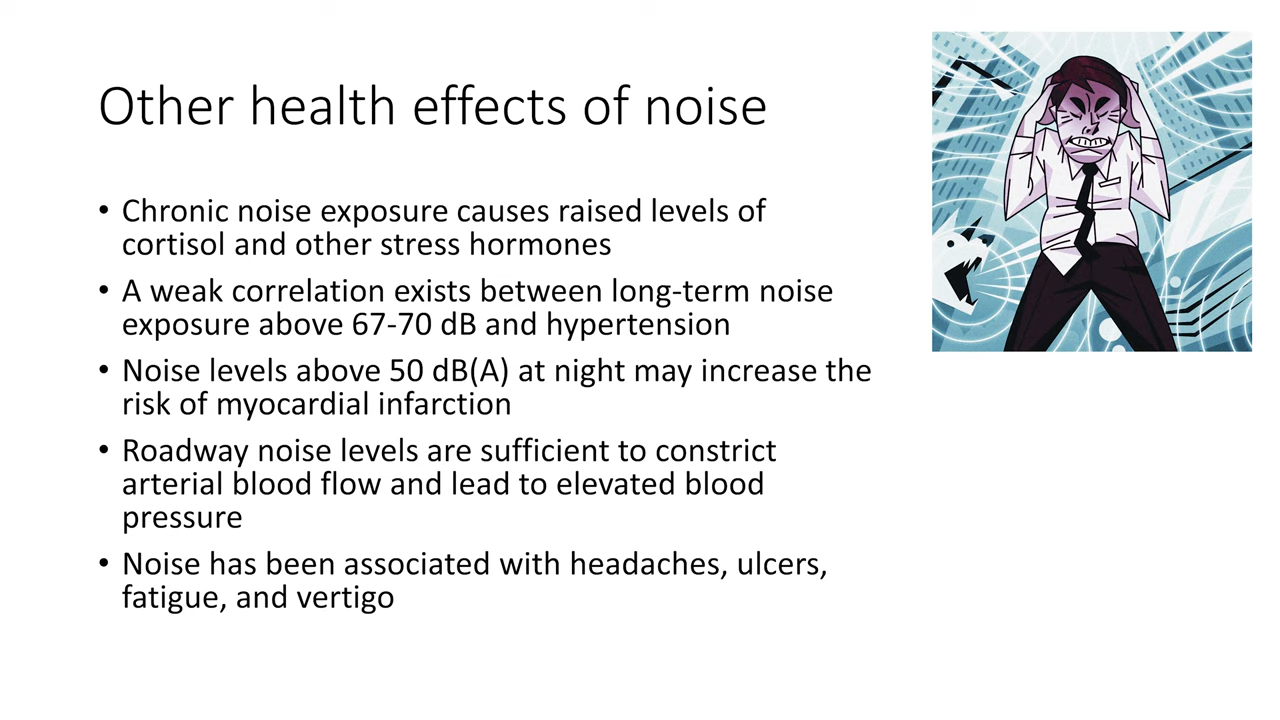 Other health effects of noise
• Chronic noise exposure causes raised levels of
cortisol and other stress hormones
• A weak correlation exists between long-term noise
exposure above 67-70 dB and hypertension
• Noise levels above 50 dB(A) at night may increase the
risk of myocardial infarction
• Roadway noise levels are sufficient to constrict
arterial blood flow and lead to elevated blood
pressure
• Noise has been associated with headaches, ulcers,
fatigue, and vertigo